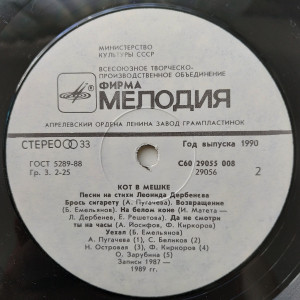 МИНИСТЕРСТВО
КУЛЬТУРЫ СССР
ВСЕСОЮЗНОЕ ТВОРЧЕСКО-
ПРОИЗВОДСТВЕННОЕ ОБЪЕДИНЕНИЕ
ФИРМА
МЕЛОДИЯ
АПРЕЛЕВСКИЙ ОРДЕНА ЛЕНИНА ЗАВОД ГРАМПЛАСТИНОК
СТЕРЕО 33
Год выпуска 1990
ГОСТ 5289-88
С60 29055 008
Гр. 3. 2-25
29056
2
КОТ В МЕШКЕ
Песни на стихи Леонида Дербенева
Брось сигарету (А. Пугачева). Возвращение
(Б. Емельянов). На белом коне (И. Матета —
Л. Дербенев, Е. Решетова). Да не смотри
ты на часы (А. Иосифов, Ф. Киркоров).
Уехал (Б. Емельянов)
А. Пугачева (1), С. Беликов (2)
Н. Островая (3), Ф. Киркоров (4)
О. Зарубина (5)
Записи 1987 —
1989 гг.